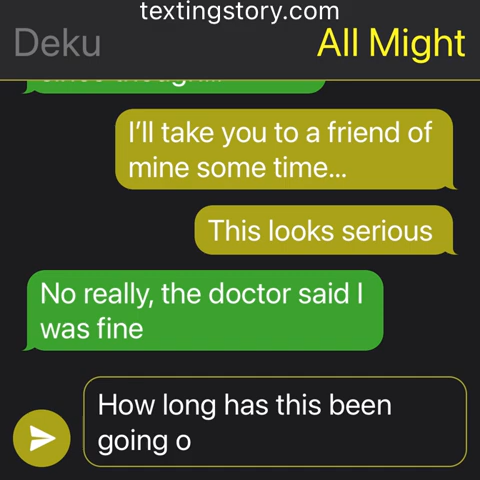 textingstory.com
Deku All Might
I'll take you to a friend of
mine some time...
This looks serious
No really, the doctor said I
was fine
How long has this been
going o